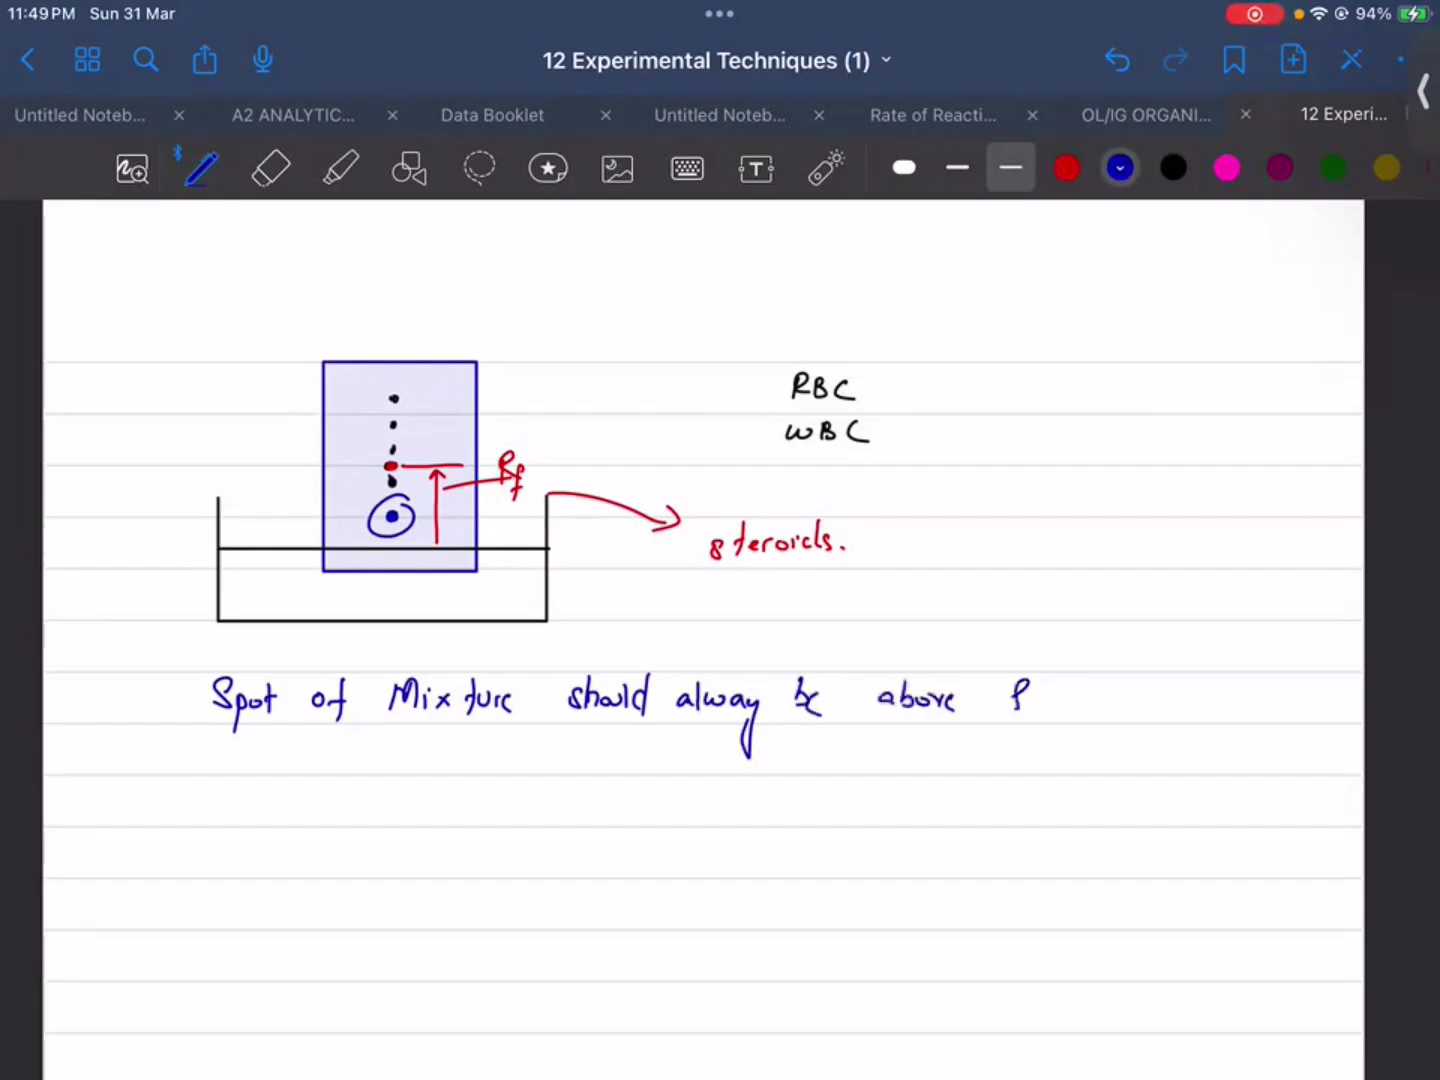 11:49 PM Sun 31 Mar
94%
12 Experimental Techniques (1)
Untitled Noteb... A2 ANALYTIC... Data Booklet Untitled Noteb... Rate of Reacti... OL/IG ORGANI... 12 Experi...
RBC
WBC
Rf
steroids.
Spot of Mixture should alway be above